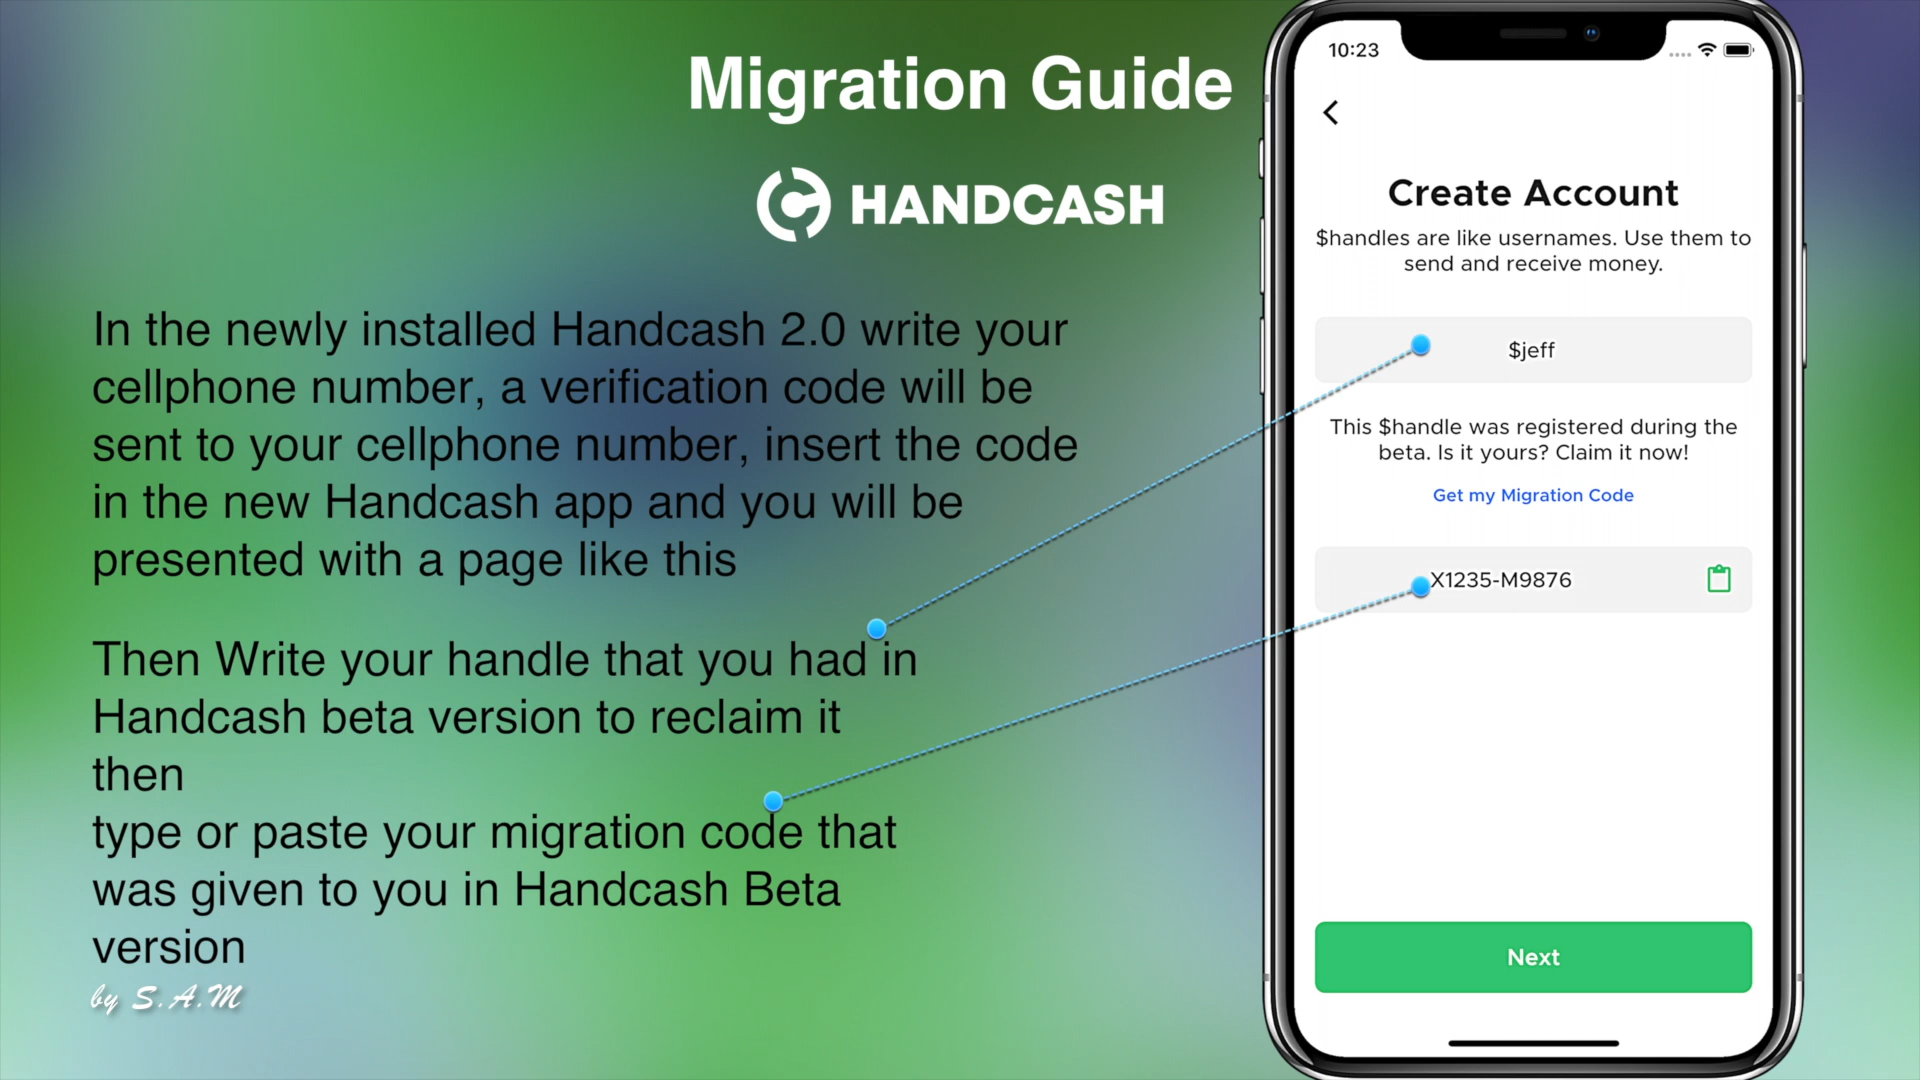 Migration Guide
HANDCASH
In the newly installed Handcash 2.0 write your
cellphone number, a verification code will be
sent to your cellphone number, insert the code
in the new Handcash app and you will be
presented with a page like this
Then Write your handle that you had in
Handcash beta version to reclaim it
then
type or paste your migration code that
was given to you in Handcash Beta
version
by S.A.M
10:23
Create Account
$handles are like usernames. Use them to
send and receive money.
$jeff
This $handle was registered during the
beta. Is it yours? Claim it now!
Get my Migration Code
X1235-M9876
Next